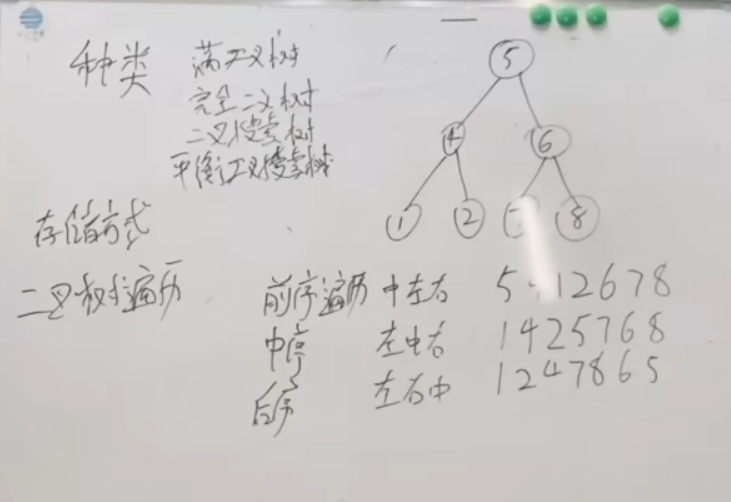 种类 满二叉树
完全二叉树
二叉搜索树
平衡二叉搜索树
5
4 6
1 2 8
存储方式
二叉树遍历 前序遍历 中左右 5 12678
中序 左中右 1425768
后序 左右中 1247865